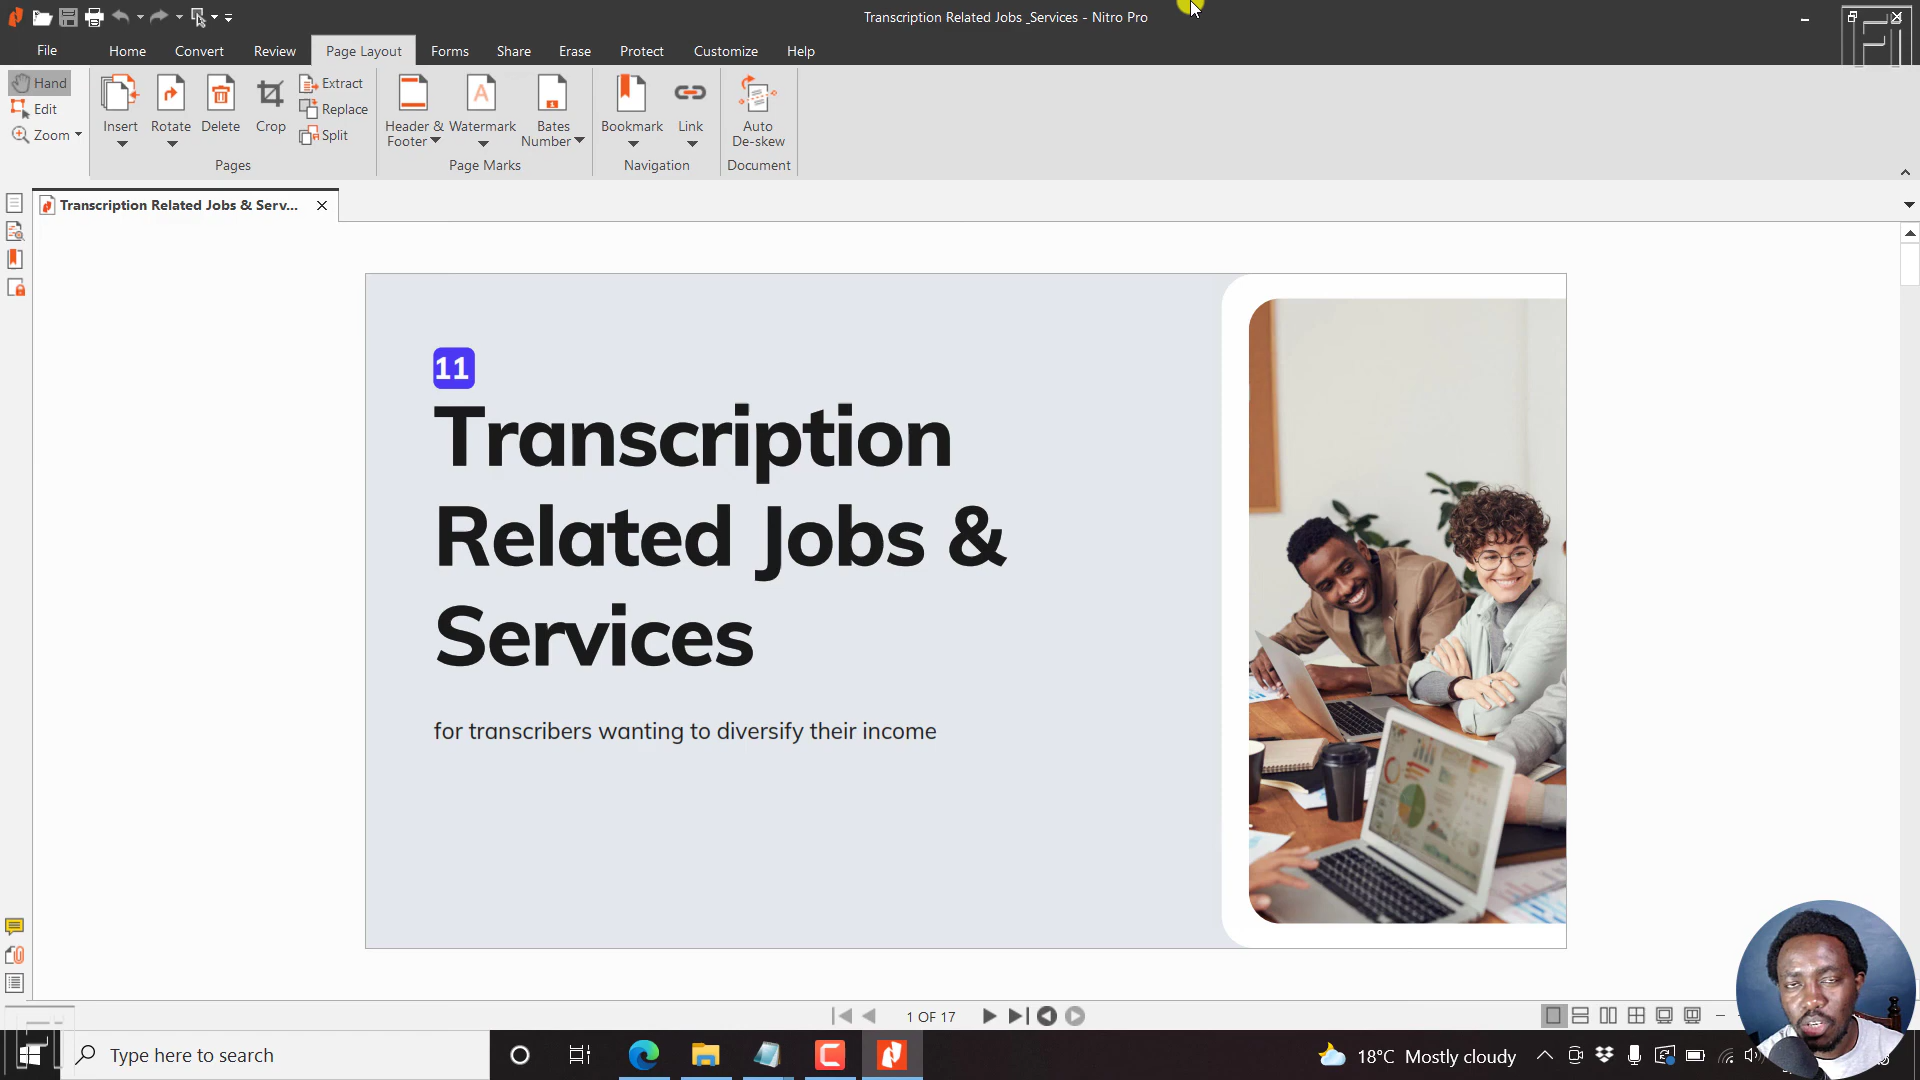 Transcription Related Jobs _Services - Nitro Pro
File Home Convert Review Page Layout Forms Share Erase Protect Customize Help
Hand
Edit
Zoom
Insert
Rotate
Delete
Crop
Extract
Replace
Split
Pages
Header & Footer
Watermark
Bates Number
Page Marks
Bookmark
Link
Navigation
Auto De-skew
Document
Transcription Related Jobs & Serv...
11
Transcription
Related Jobs &
Services
for transcribers wanting to diversify their income
1 OF 17
Type here to search
18°C Mostly cloudy